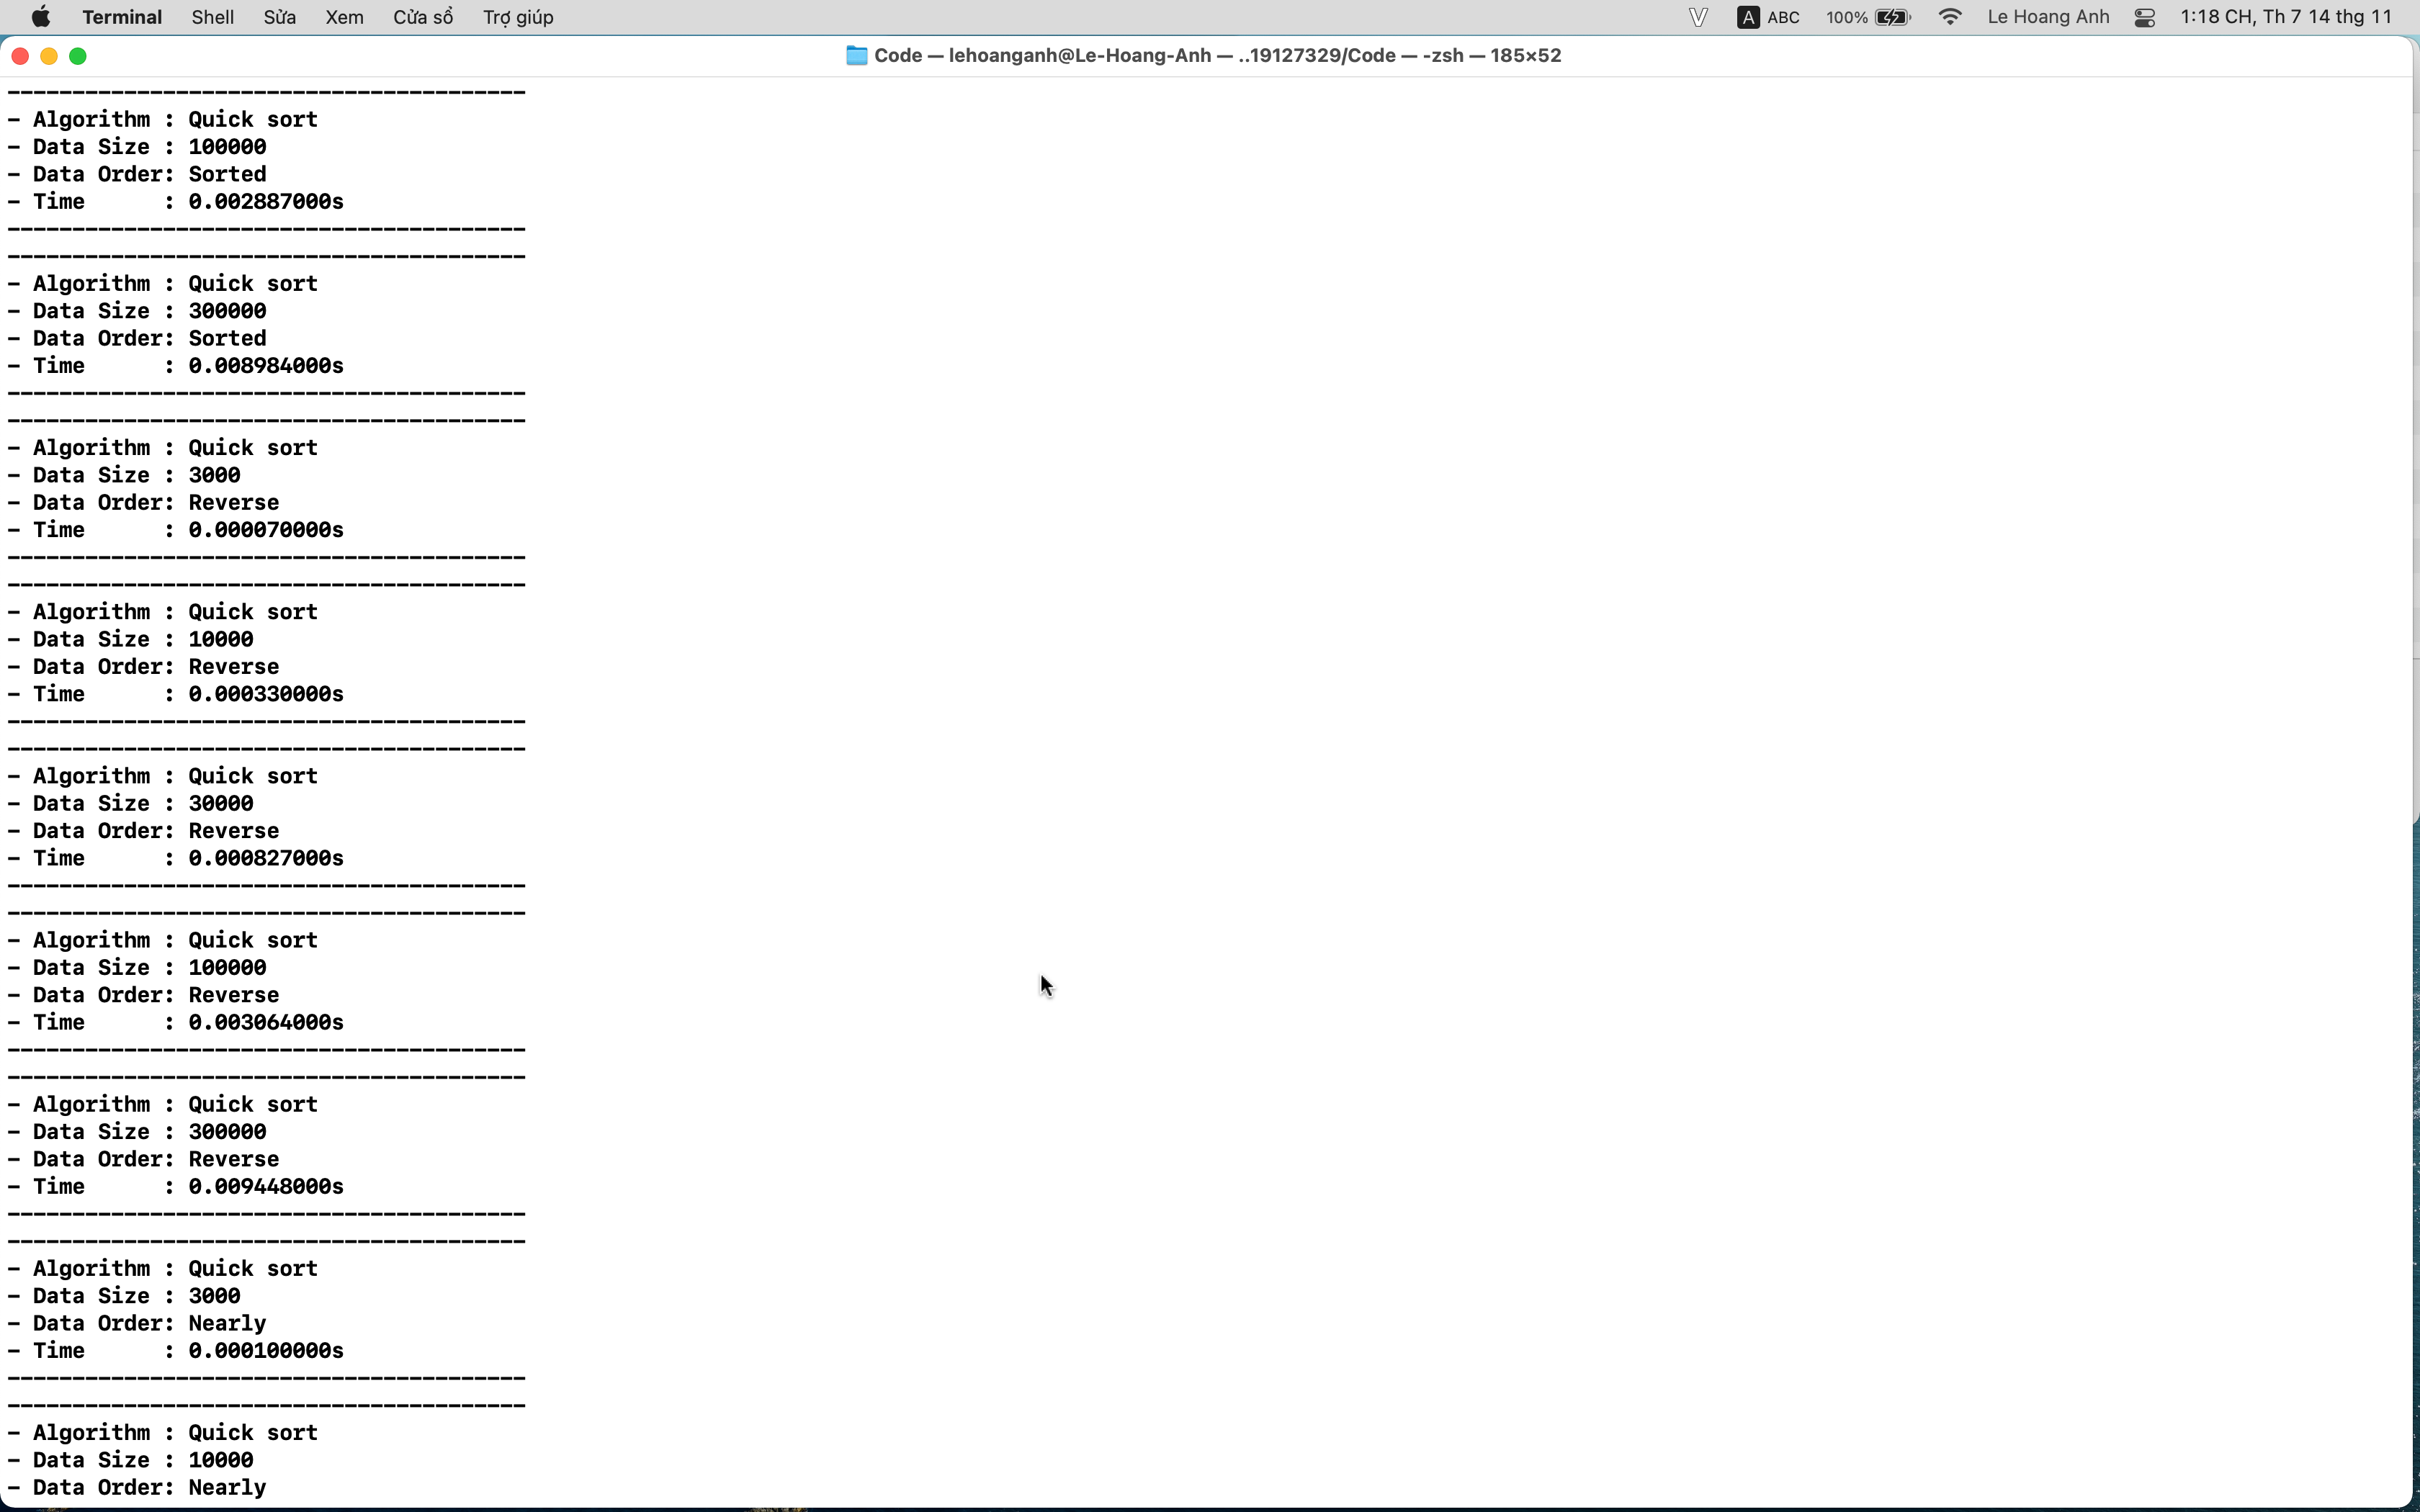 Terminal Shell Sửa Xem Cửa sổ Trợ giúp V A ABC 100% Le Hoang Anh 1:18 CH, Th 7 14 thg 11
Code — lehoanganh@Le-Hoang-Anh — ..19127329/Code — -zsh — 185×52
----------------------------------------
- Algorithm : Quick sort
- Data Size : 100000
- Data Order: Sorted
- Time      : 0.002887000s
----------------------------------------
----------------------------------------
- Algorithm : Quick sort
- Data Size : 300000
- Data Order: Sorted
- Time      : 0.008984000s
----------------------------------------
----------------------------------------
- Algorithm : Quick sort
- Data Size : 3000
- Data Order: Reverse
- Time      : 0.000070000s
----------------------------------------
----------------------------------------
- Algorithm : Quick sort
- Data Size : 10000
- Data Order: Reverse
- Time      : 0.000330000s
----------------------------------------
----------------------------------------
- Algorithm : Quick sort
- Data Size : 30000
- Data Order: Reverse
- Time      : 0.000827000s
----------------------------------------
----------------------------------------
- Algorithm : Quick sort
- Data Size : 100000
- Data Order: Reverse
- Time      : 0.003064000s
----------------------------------------
----------------------------------------
- Algorithm : Quick sort
- Data Size : 300000
- Data Order: Reverse
- Time      : 0.009448000s
----------------------------------------
----------------------------------------
- Algorithm : Quick sort
- Data Size : 3000
- Data Order: Nearly
- Time      : 0.000100000s
----------------------------------------
----------------------------------------
- Algorithm : Quick sort
- Data Size : 10000
- Data Order: Nearly